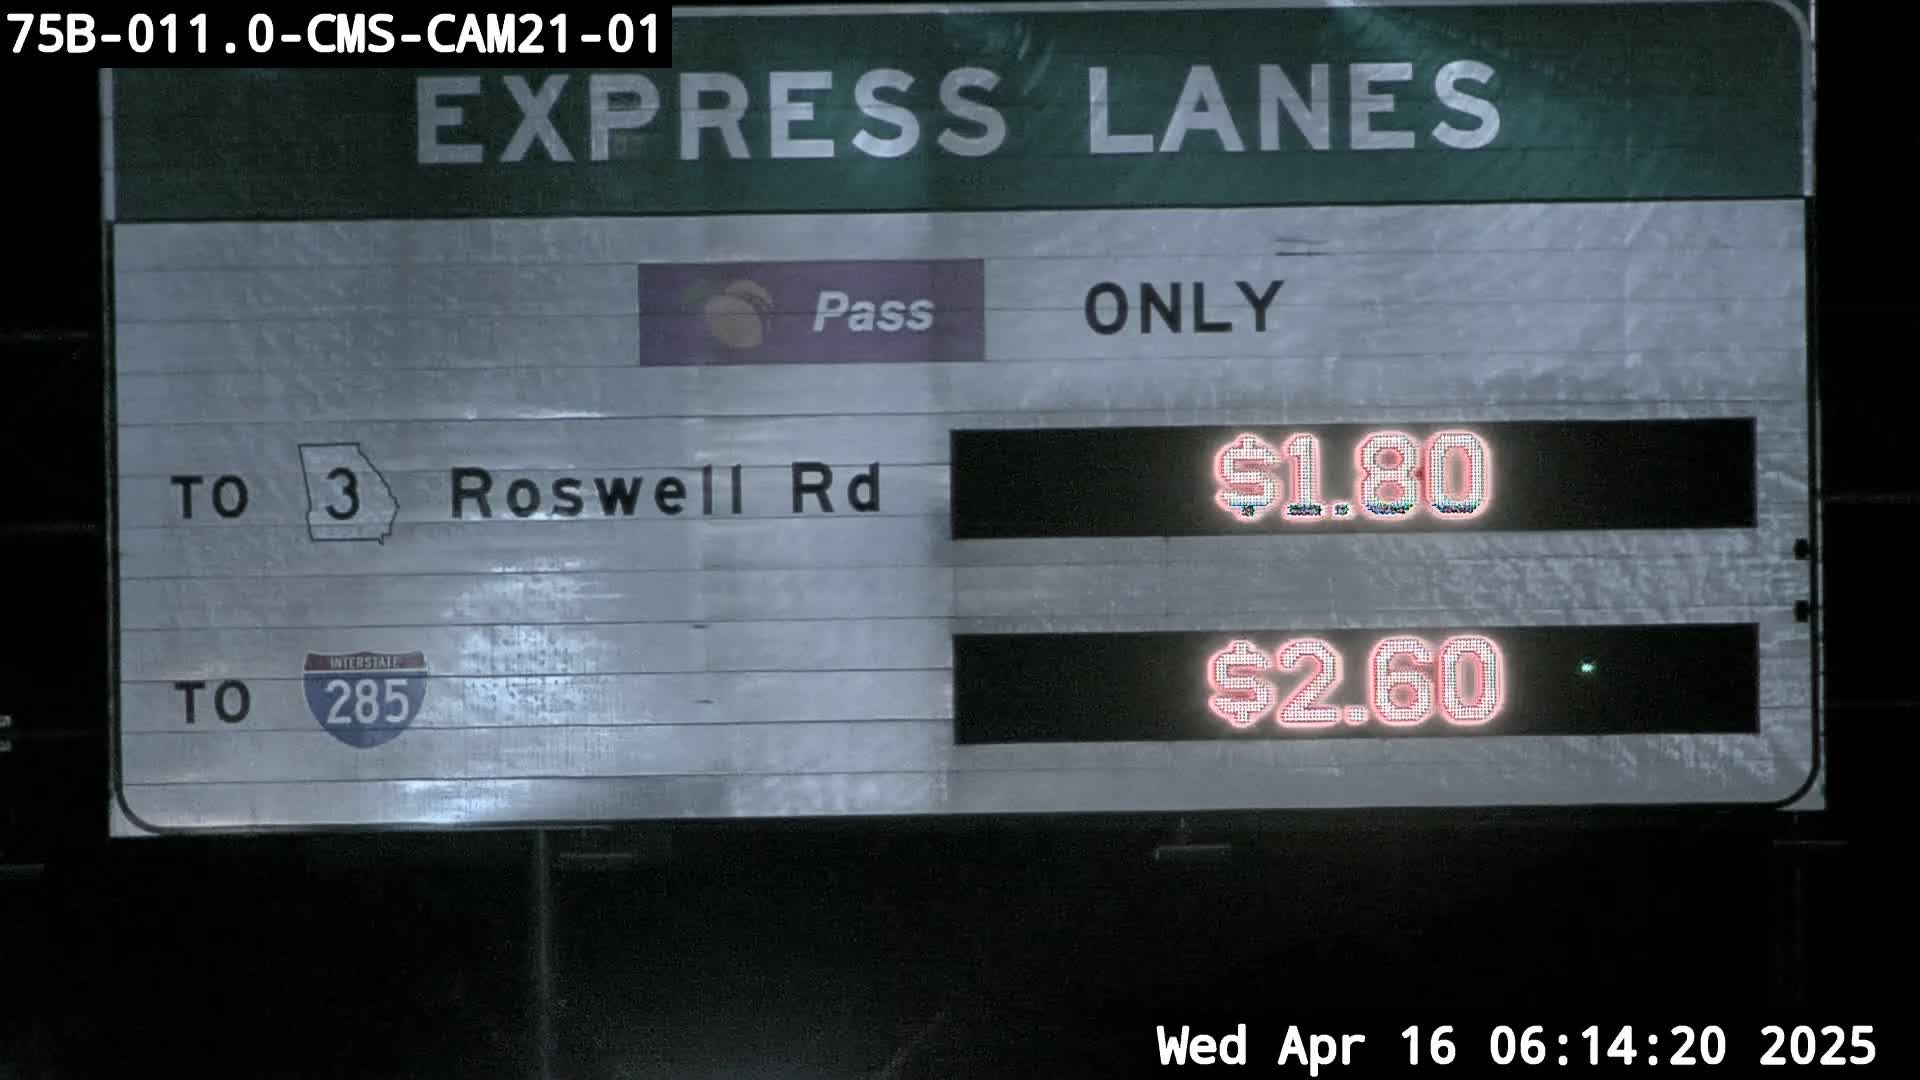 75B-011.0-CMS-CAM21-01
EXPRESS LANES
Pass ONLY
TO 3 Roswell Rd $1.80
TO INTERSTATE 285 $2.60
Wed Apr 16 06:14:20 2025